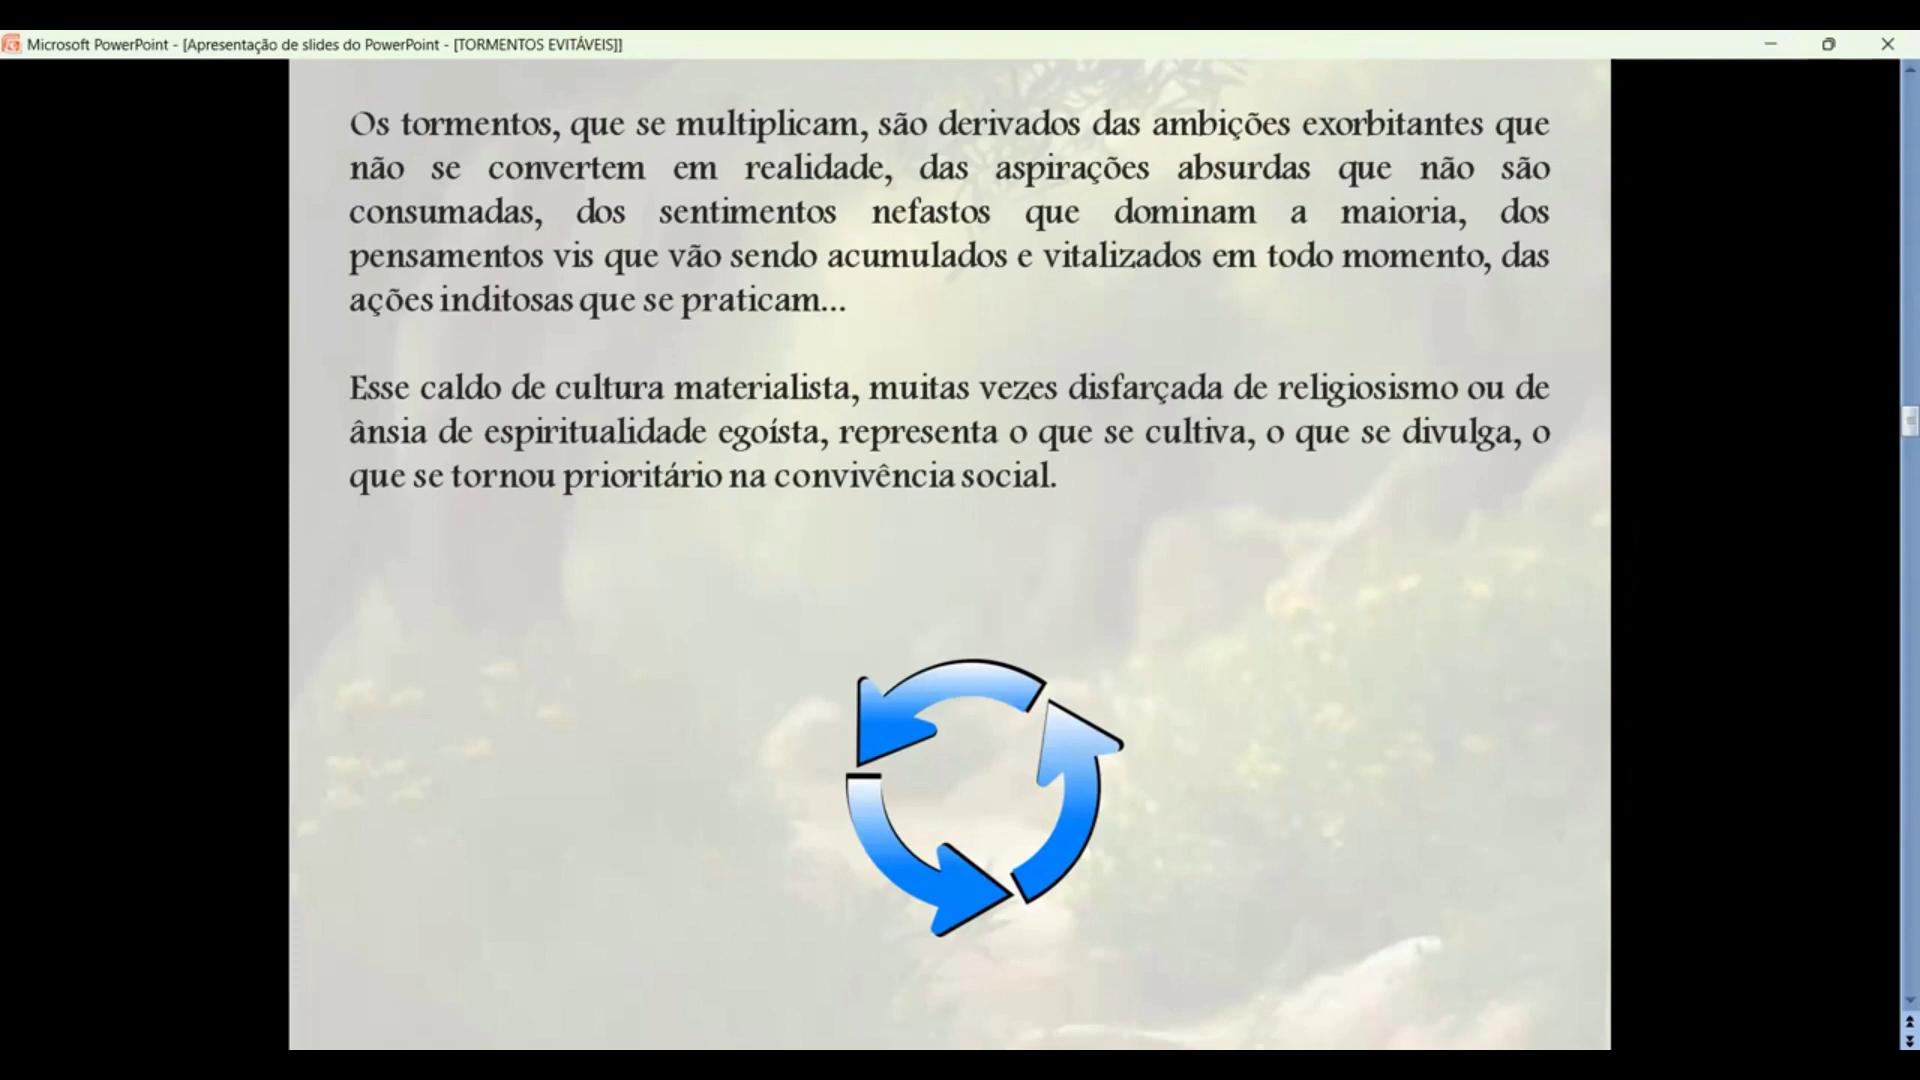 Microsoft PowerPoint - [Apresentação de slides do PowerPoint - [TORMENTOS EVITÁVEIS]]
Os tormentos, que se multiplicam, são derivados das ambições exorbitantes que
não se convertem em realidade, das aspirações absurdas que não são
consumadas, dos sentimentos nefastos que dominam a maioria, dos
pensamentos vis que vão sendo acumulados e vitalizados em todo momento, das
ações inditosas que se praticam...
Esse caldo de cultura materialista, muitas vezes disfarçada de religiosismo ou de
ânsia de espiritualidade egoísta, representa o que se cultiva, o que se divulga, o
que se tornou prioritário na convivência social.